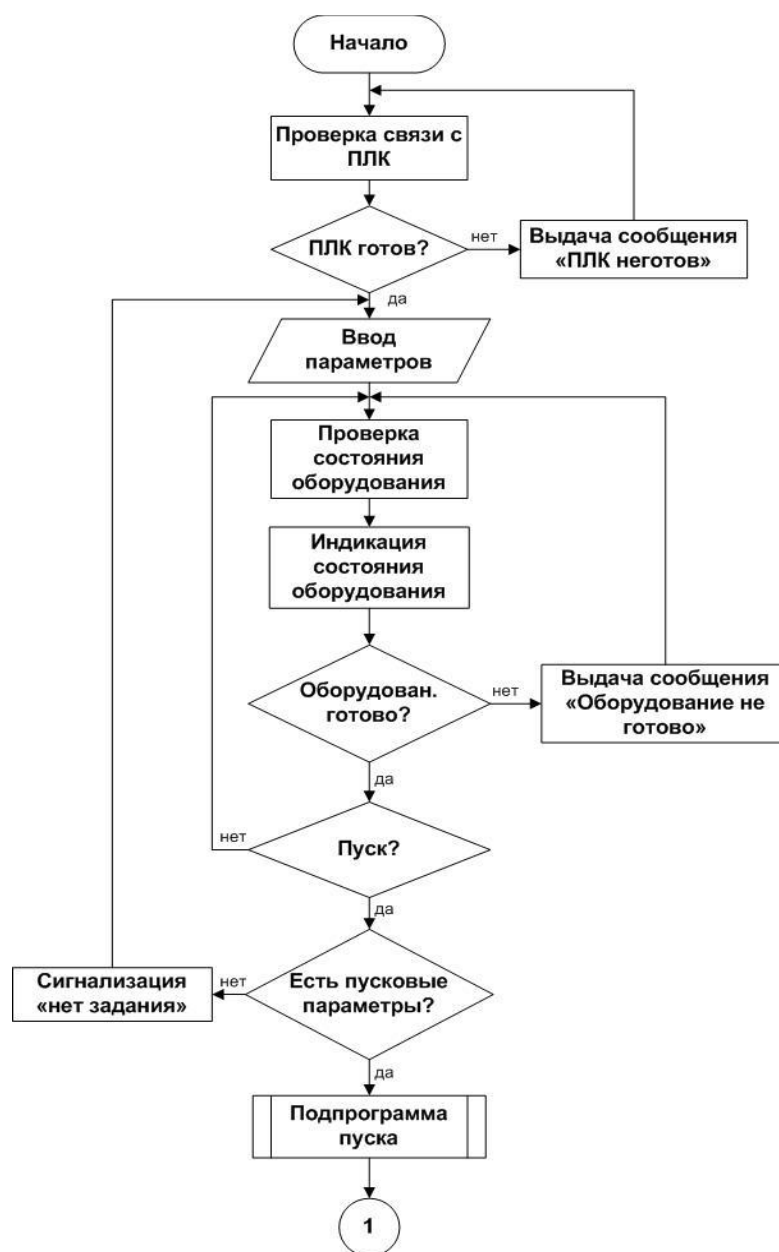 Начало
Проверка связи с
ПЛК
ПЛК готов?
нет
Выдача сообщения
«ПЛК неготов»
да
Ввод
параметров
Проверка
состояния
оборудования
Индикация
состояния
оборудования
Оборудован.
готово?
нет
Выдача сообщения
«Оборудование не
готово»
да
нет
Пуск?
да
Сигнализация
«нет задания»
нет
Есть пусковые
параметры?
да
Подпрограмма
пуска
1